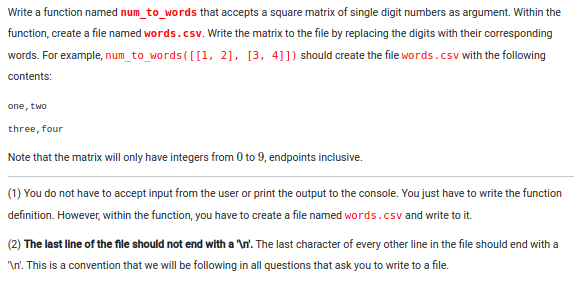 Write a function named num_to_words that accepts a square matrix of single digit numbers as argument. Within the
function, create a file named words.csv. Write the matrix to the file by replacing the digits with their corresponding
words. For example, num_to_words([[1, 2], [3, 4]]) should create the file words.csv with the following
contents:
one,two
three,four
Note that the matrix will only have integers from 0 to 9, endpoints inclusive.
(1) You do not have to accept input from the user or print the output to the console. You just have to write the function
definition. However, within the function, you have to create a file named words.csv and write to it.
(2) The last line of the file should not end with a '\n'. The last character of every other line in the file should end with a
'\n'. This is a convention that we will be following in all questions that ask you to write to a file.